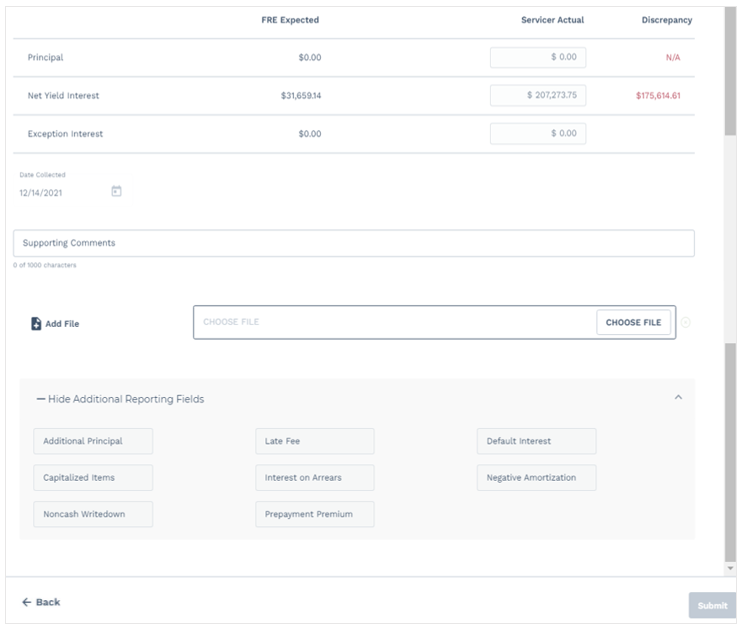 FRE Expected Servicer Actual Discrepancy
Principal $0.00 $ 0.00 N/A
Net Yield Interest $31,659.14 $ 207,273.75 $175,614.61
Exception Interest $0.00 $ 0.00
Date Collected
12/14/2021
Supporting Comments
0 of 1000 characters
Add File CHOOSE FILE CHOOSE FILE
Hide Additional Reporting Fields
Additional Principal Late Fee Default Interest
Capitalized Items Interest on Arrears Negative Amortization
Noncash Writedown Prepayment Premium
Back Submit